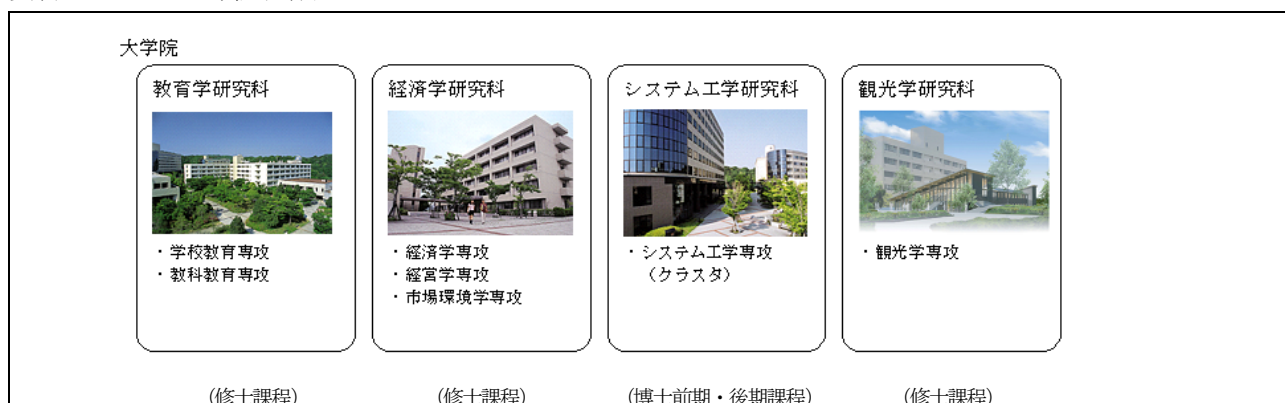 大学院
教育学研究科
・学校教育専攻
・教科教育専攻
経済学研究科
・経済学専攻
・経営学専攻
・市場環境学専攻
システム工学研究科
・システム工学専攻
（クラスタ）
観光学研究科
・観光学専攻
（修士課程）
（修士課程）
（博士前期・後期課程）
（修士課程）